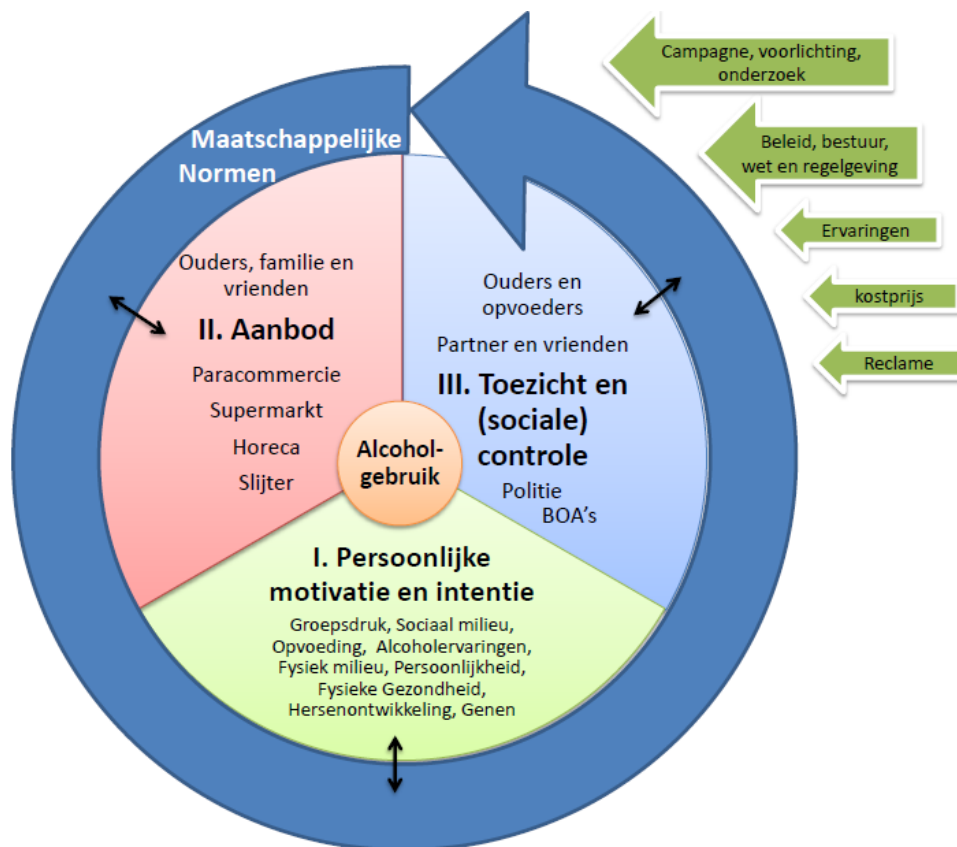 Campagne, voorlichting,
onderzoek
Beleid, bestuur,
wet en regelgeving
Ervaringen
kostprijs
Reclame
Maatschappelijke
Normen
Ouders, familie en
vrienden
II. Aanbod
Paracommercie
Supermarkt
Horeca
Slijter
Ouders en
opvoeders
Partner en vrienden
III. Toezicht en
(sociale)
controle
Politie
BOA's
Alcohol-
gebruik
I. Persoonlijke
motivatie en intentie
Groepsdruk, Sociaal milieu,
Opvoeding, Alcoholervaringen,
Fysiek milieu, Persoonlijkheid,
Fysieke Gezondheid,
Hersenontwikkeling, Genen